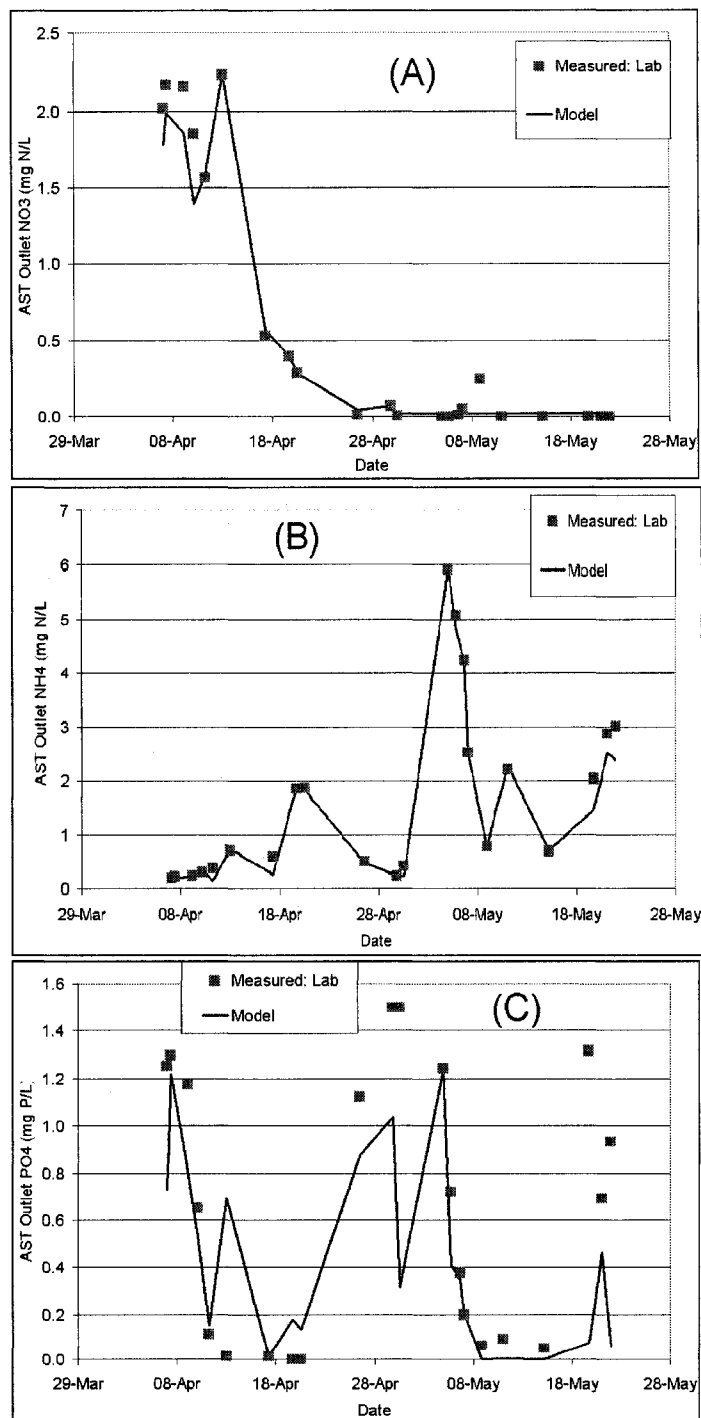 2.5
2.0
1.5
1.0
0.5
0.0
AST Outlet NO3 (mg N/L)
(A)
Measured: Lab
Model
29-Mar 08-Apr 18-Apr 28-Apr 08-May 18-May 28-May
Date
7
6
5
4
3
2
1
0
AST Outlet NH4 (mg N/L)
(B)
Measured: Lab
Model
29-Mar 08-Apr 18-Apr 28-Apr 08-May 18-May 28-May
Date
1.6
1.4
1.2
1.0
0.8
0.6
0.4
0.2
0.0
AST Outlet PO4 (mg P/L)
Measured: Lab
Model
(C)
29-Mar 08-Apr 18-Apr 28-Apr 08-May 18-May 28-May
Date